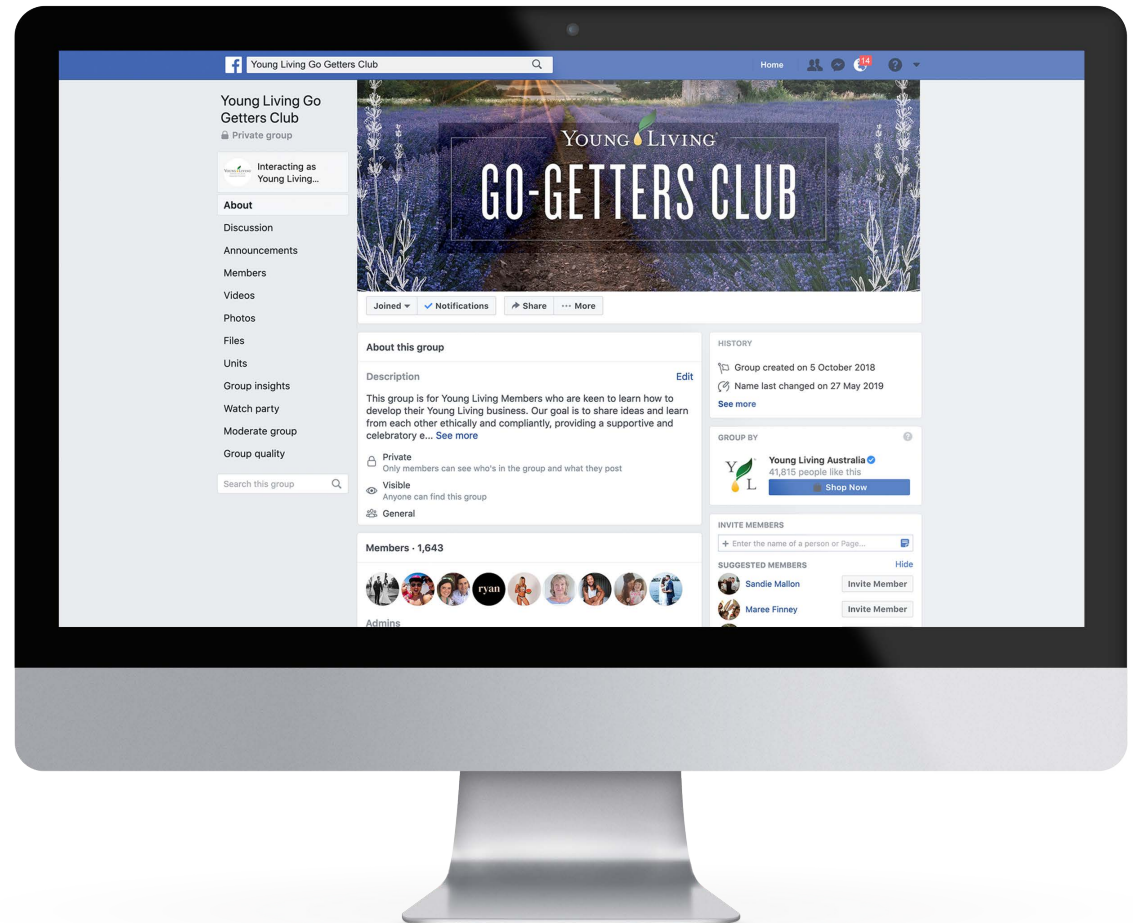 Young Living Go Getters Club
Home
14
Young Living Go
Getters Club
Private group
YOUNG LIVING
Interacting as
Young Living...
About
Discussion
Announcements
Members
Videos
Photos
Files
Units
Group insights
Watch party
Moderate group
Group quality
Search this group
YOUNG LIVING
GO-GETTERS CLUB
Joined
Notifications
Share
More
About this group
Description
Edit
This group is for Young Living Members who are keen to learn how to
develop their Young Living business. Our goal is to share ideas and learn
from each other ethically and compliantly, providing a supportive and
celebratory e... See more
Private
Only members can see who's in the group and what they post
Visible
Anyone can find this group
General
Members · 1,643
ryan
Admins
HISTORY
Group created on 5 October 2018
Name last changed on 27 May 2019
See more
GROUP BY
Y L
Young Living Australia
41,815 people like this
Shop Now
INVITE MEMBERS
+ Enter the name of a person or Page...
SUGGESTED MEMBERS
Hide
Sandie Mallon
Invite Member
Maree Finney
Invite Member